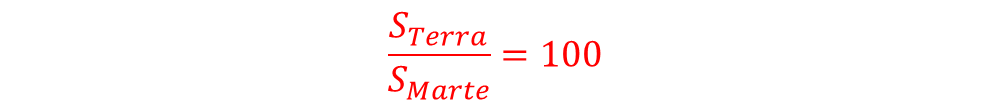 S_Terra / S_Marte = 100